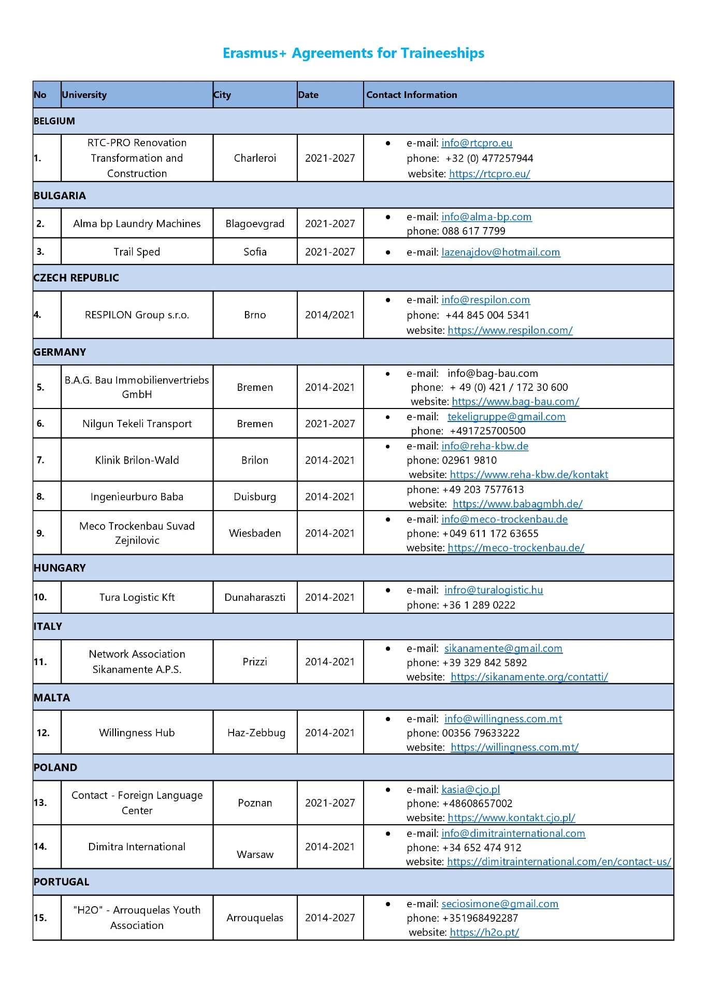 Erasmus+ Agreements for Traineeships
No University City Date Contact Information
BELGIUM
1.
RTC-PRO Renovation
Transformation and
Construction
Charleroi
2021-2027
• e-mail: info@rtcpro.eu
phone: +32 (0) 477257944
website: https://rtcpro.eu/
BULGARIA
2.
Alma bp Laundry Machines
Blagoevgrad
2021-2027
• e-mail: info@alma-bp.com
phone: 088 617 7799
3.
Trail Sped
Sofia
2021-2027
• e-mail: lazenajdov@hotmail.com
CZECH REPUBLIC
4.
RESPILON Group s.r.o.
Brno
2014/2021
• e-mail: info@respilon.com
phone: +44 845 004 5341
website: https://www.respilon.com/
GERMANY
5.
B.A.G. Bau Immobilienvertriebs
GmbH
Bremen
2014-2021
• e-mail: info@bag-bau.com
phone: + 49 (0) 421 / 172 30 600
website: https://www.bag-bau.com/
6.
Nilgun Tekeli Transport
Bremen
2021-2027
• e-mail: tekeligruppe@gmail.com
phone: +491725700500
7.
Klinik Brilon-Wald
Brilon
2014-2021
• e-mail: info@reha-kbw.de
phone: 02961 9810
website: https://www.reha-kbw.de/kontakt
8.
Ingenieurburo Baba
Duisburg
2014-2021
phone: +49 203 7577613
website: https://www.babagmbh.de/
9.
Meco Trockenbau Suvad
Zejnilovic
Wiesbaden
2014-2021
• e-mail: info@meco-trockenbau.de
phone: +049 611 172 63655
website: https://meco-trockenbau.de/
HUNGARY
10.
Tura Logistic Kft
Dunaharaszti
2014-2021
• e-mail: infro@turalogistic.hu
phone: +36 1 289 0222
ITALY
11.
Network Association
Sikanamente A.P.S.
Prizzi
2014-2021
• e-mail: sikanamente@gmail.com
phone: +39 329 842 5892
website: https://sikanamente.org/contatti/
MALTA
12.
Willingness Hub
Haz-Zebbug
2014-2021
• e-mail: info@willingness.com.mt
phone: 00356 79633222
website: https://willingness.com.mt/
POLAND
13.
Contact - Foreign Language
Center
Poznan
2021-2027
• e-mail: kasia@cjo.pl
phone: +48608657002
website: https://www.kontakt.cjo.pl/
14.
Dimitra International
Warsaw
2014-2021
• e-mail: info@dimitrainternational.com
phone: +34 652 474 912
website: https://dimitrainternational.com/en/contact-us/
PORTUGAL
15.
"H2O" - Arrouquelas Youth
Association
Arrouquelas
2014-2027
• e-mail: seciosimone@gmail.com
phone: +351968492287
website: https://h2o.pt/